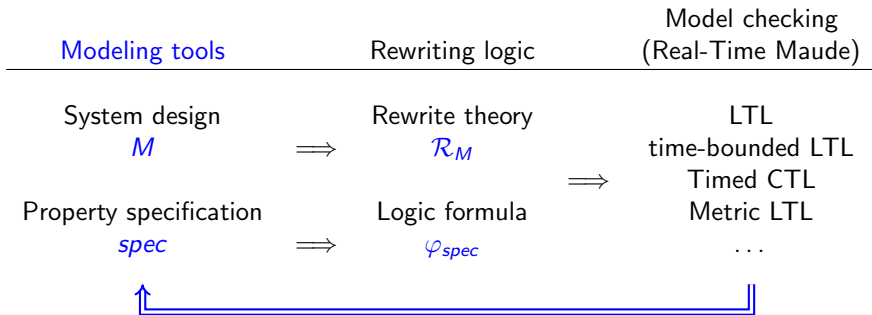 Model checking
Modeling tools Rewriting logic (Real-Time Maude)
System design Rewrite theory LTL
M ⟹ R_M time-bounded LTL
⟹ Timed CTL
Property specification Logic formula Metric LTL
spec ⟹ φ_spec ...